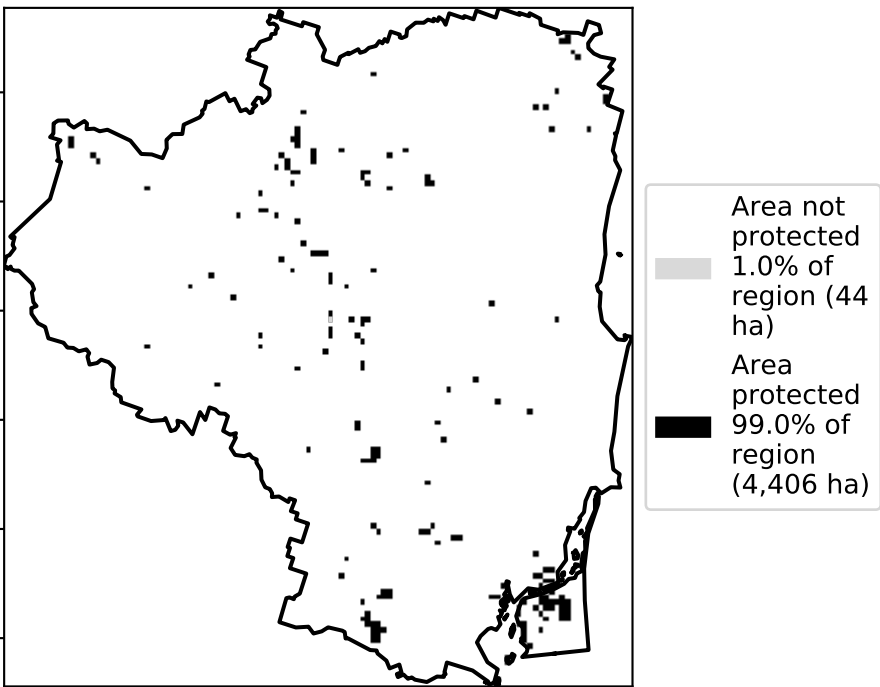 Area not
protected
1.0% of
region (44
ha)
Area
protected
99.0% of
region
(4,406 ha)